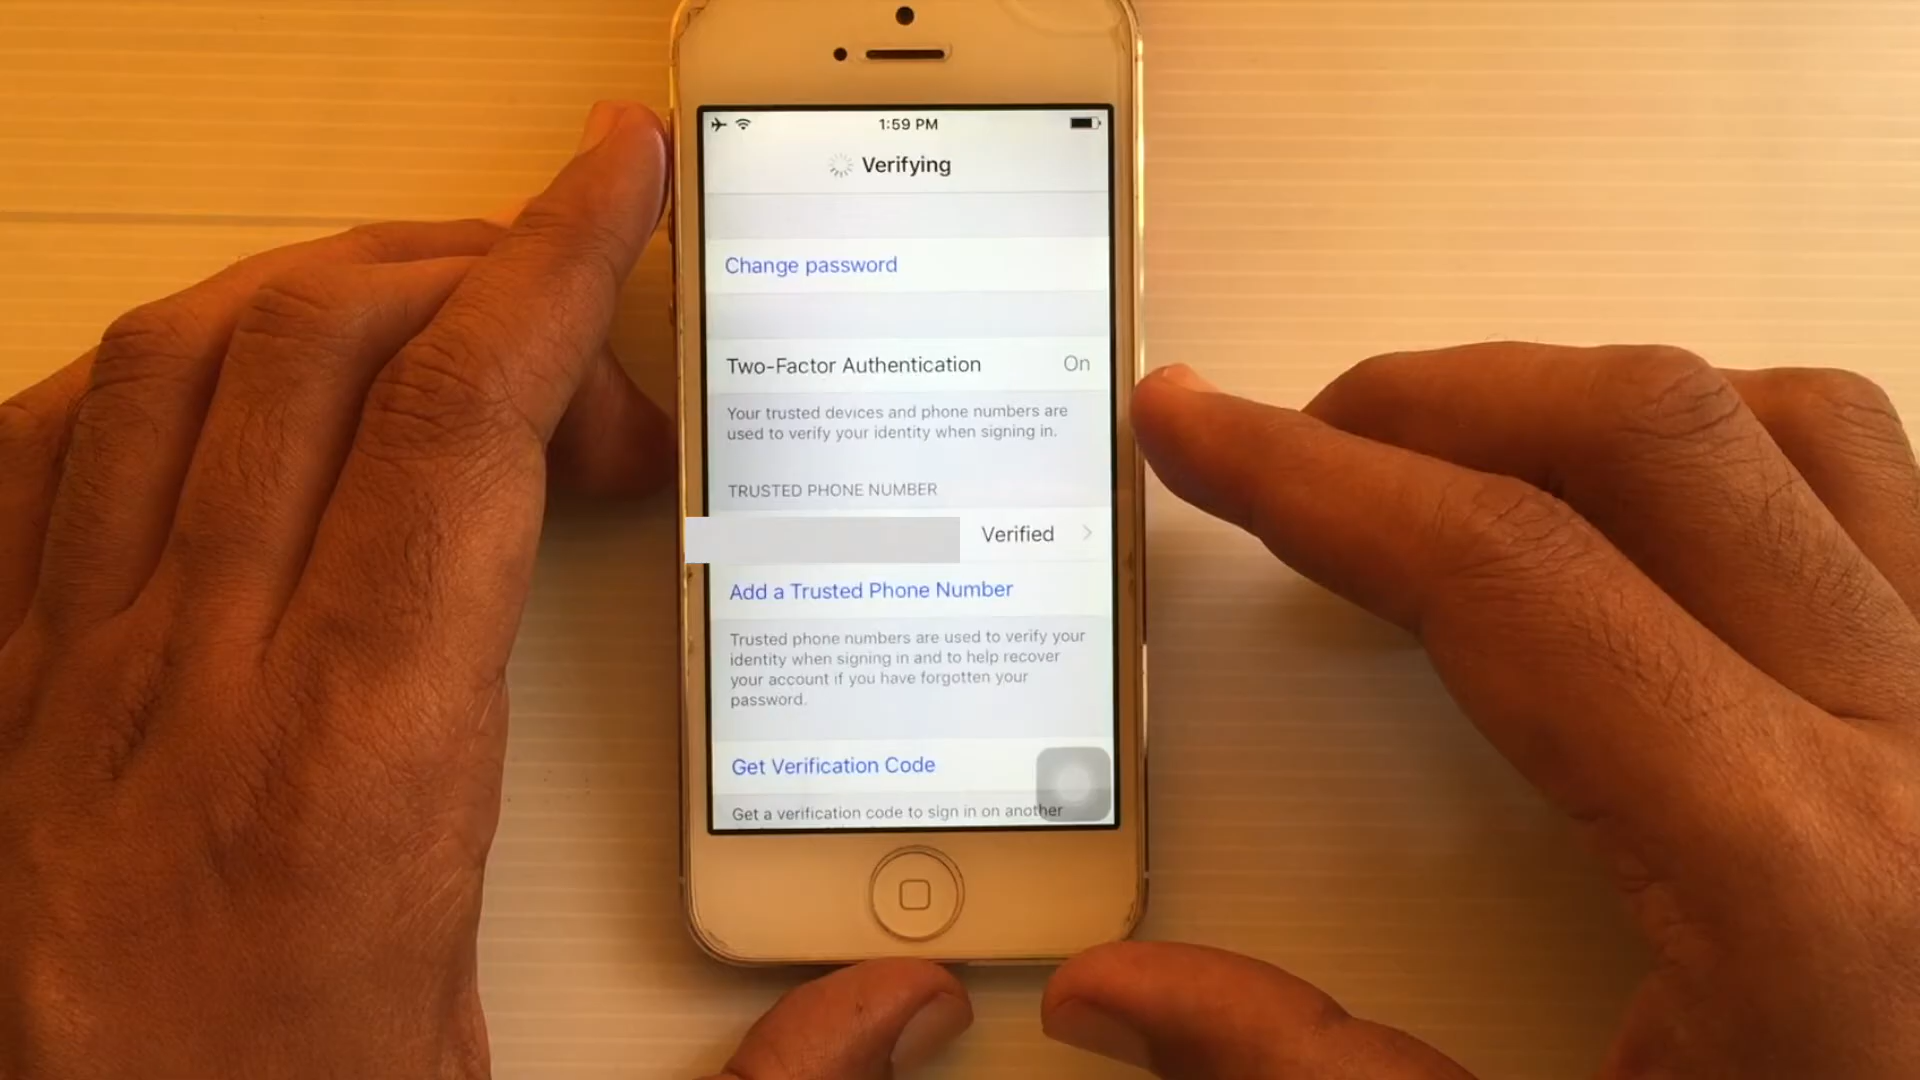 1:59 PM
Verifying
Change password
Two-Factor Authentication On
Your trusted devices and phone numbers are
used to verify your identity when signing in.
TRUSTED PHONE NUMBER
Verified
Add a Trusted Phone Number
Trusted phone numbers are used to verify your
identity when signing in and to help recover
your account if you have forgotten your
password.
Get Verification Code
Get a verification code to sign in on another